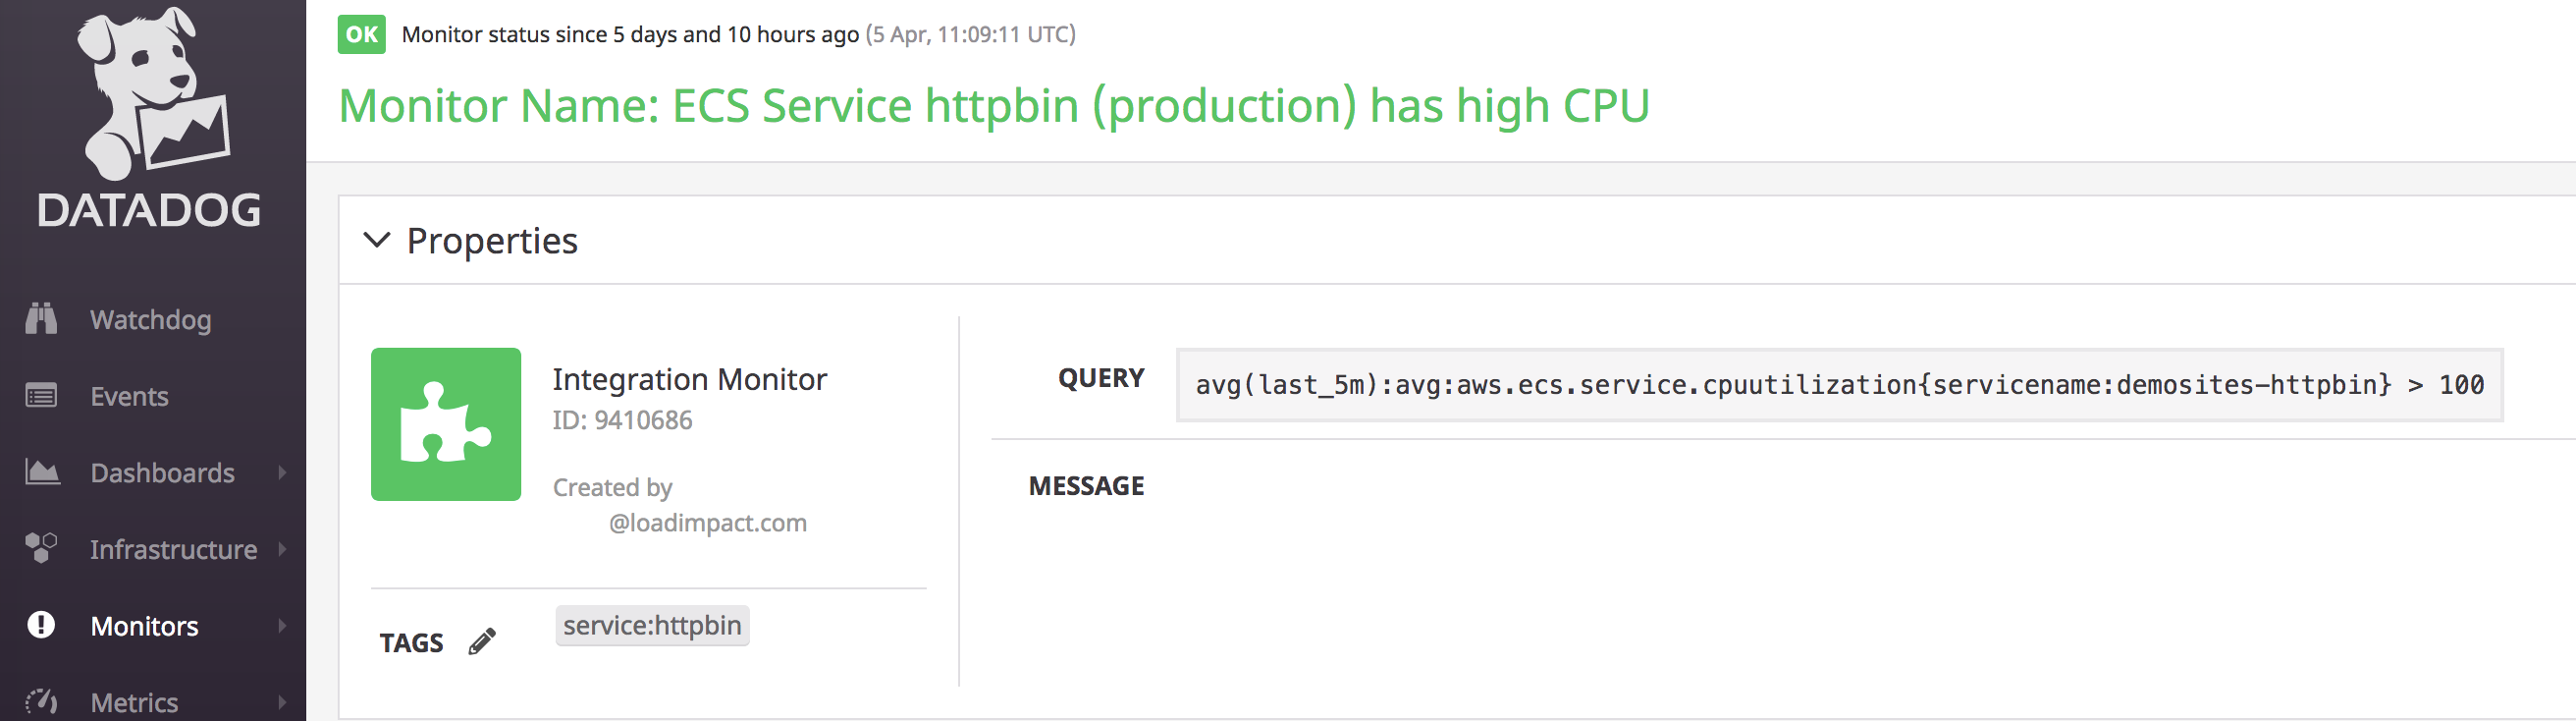 DATADOG
Watchdog
Events
Dashboards
Infrastructure
Monitors
Metrics
OK Monitor status since 5 days and 10 hours ago (5 Apr, 11:09:11 UTC)
Monitor Name: ECS Service httpbin (production) has high CPU
Properties
Integration Monitor
ID: 9410686
Created by
@loadimpact.com
TAGS service:httpbin
QUERY avg(last_5m):avg:aws.ecs.service.cpuutilization{servicename:demosites-httpbin} > 100
MESSAGE